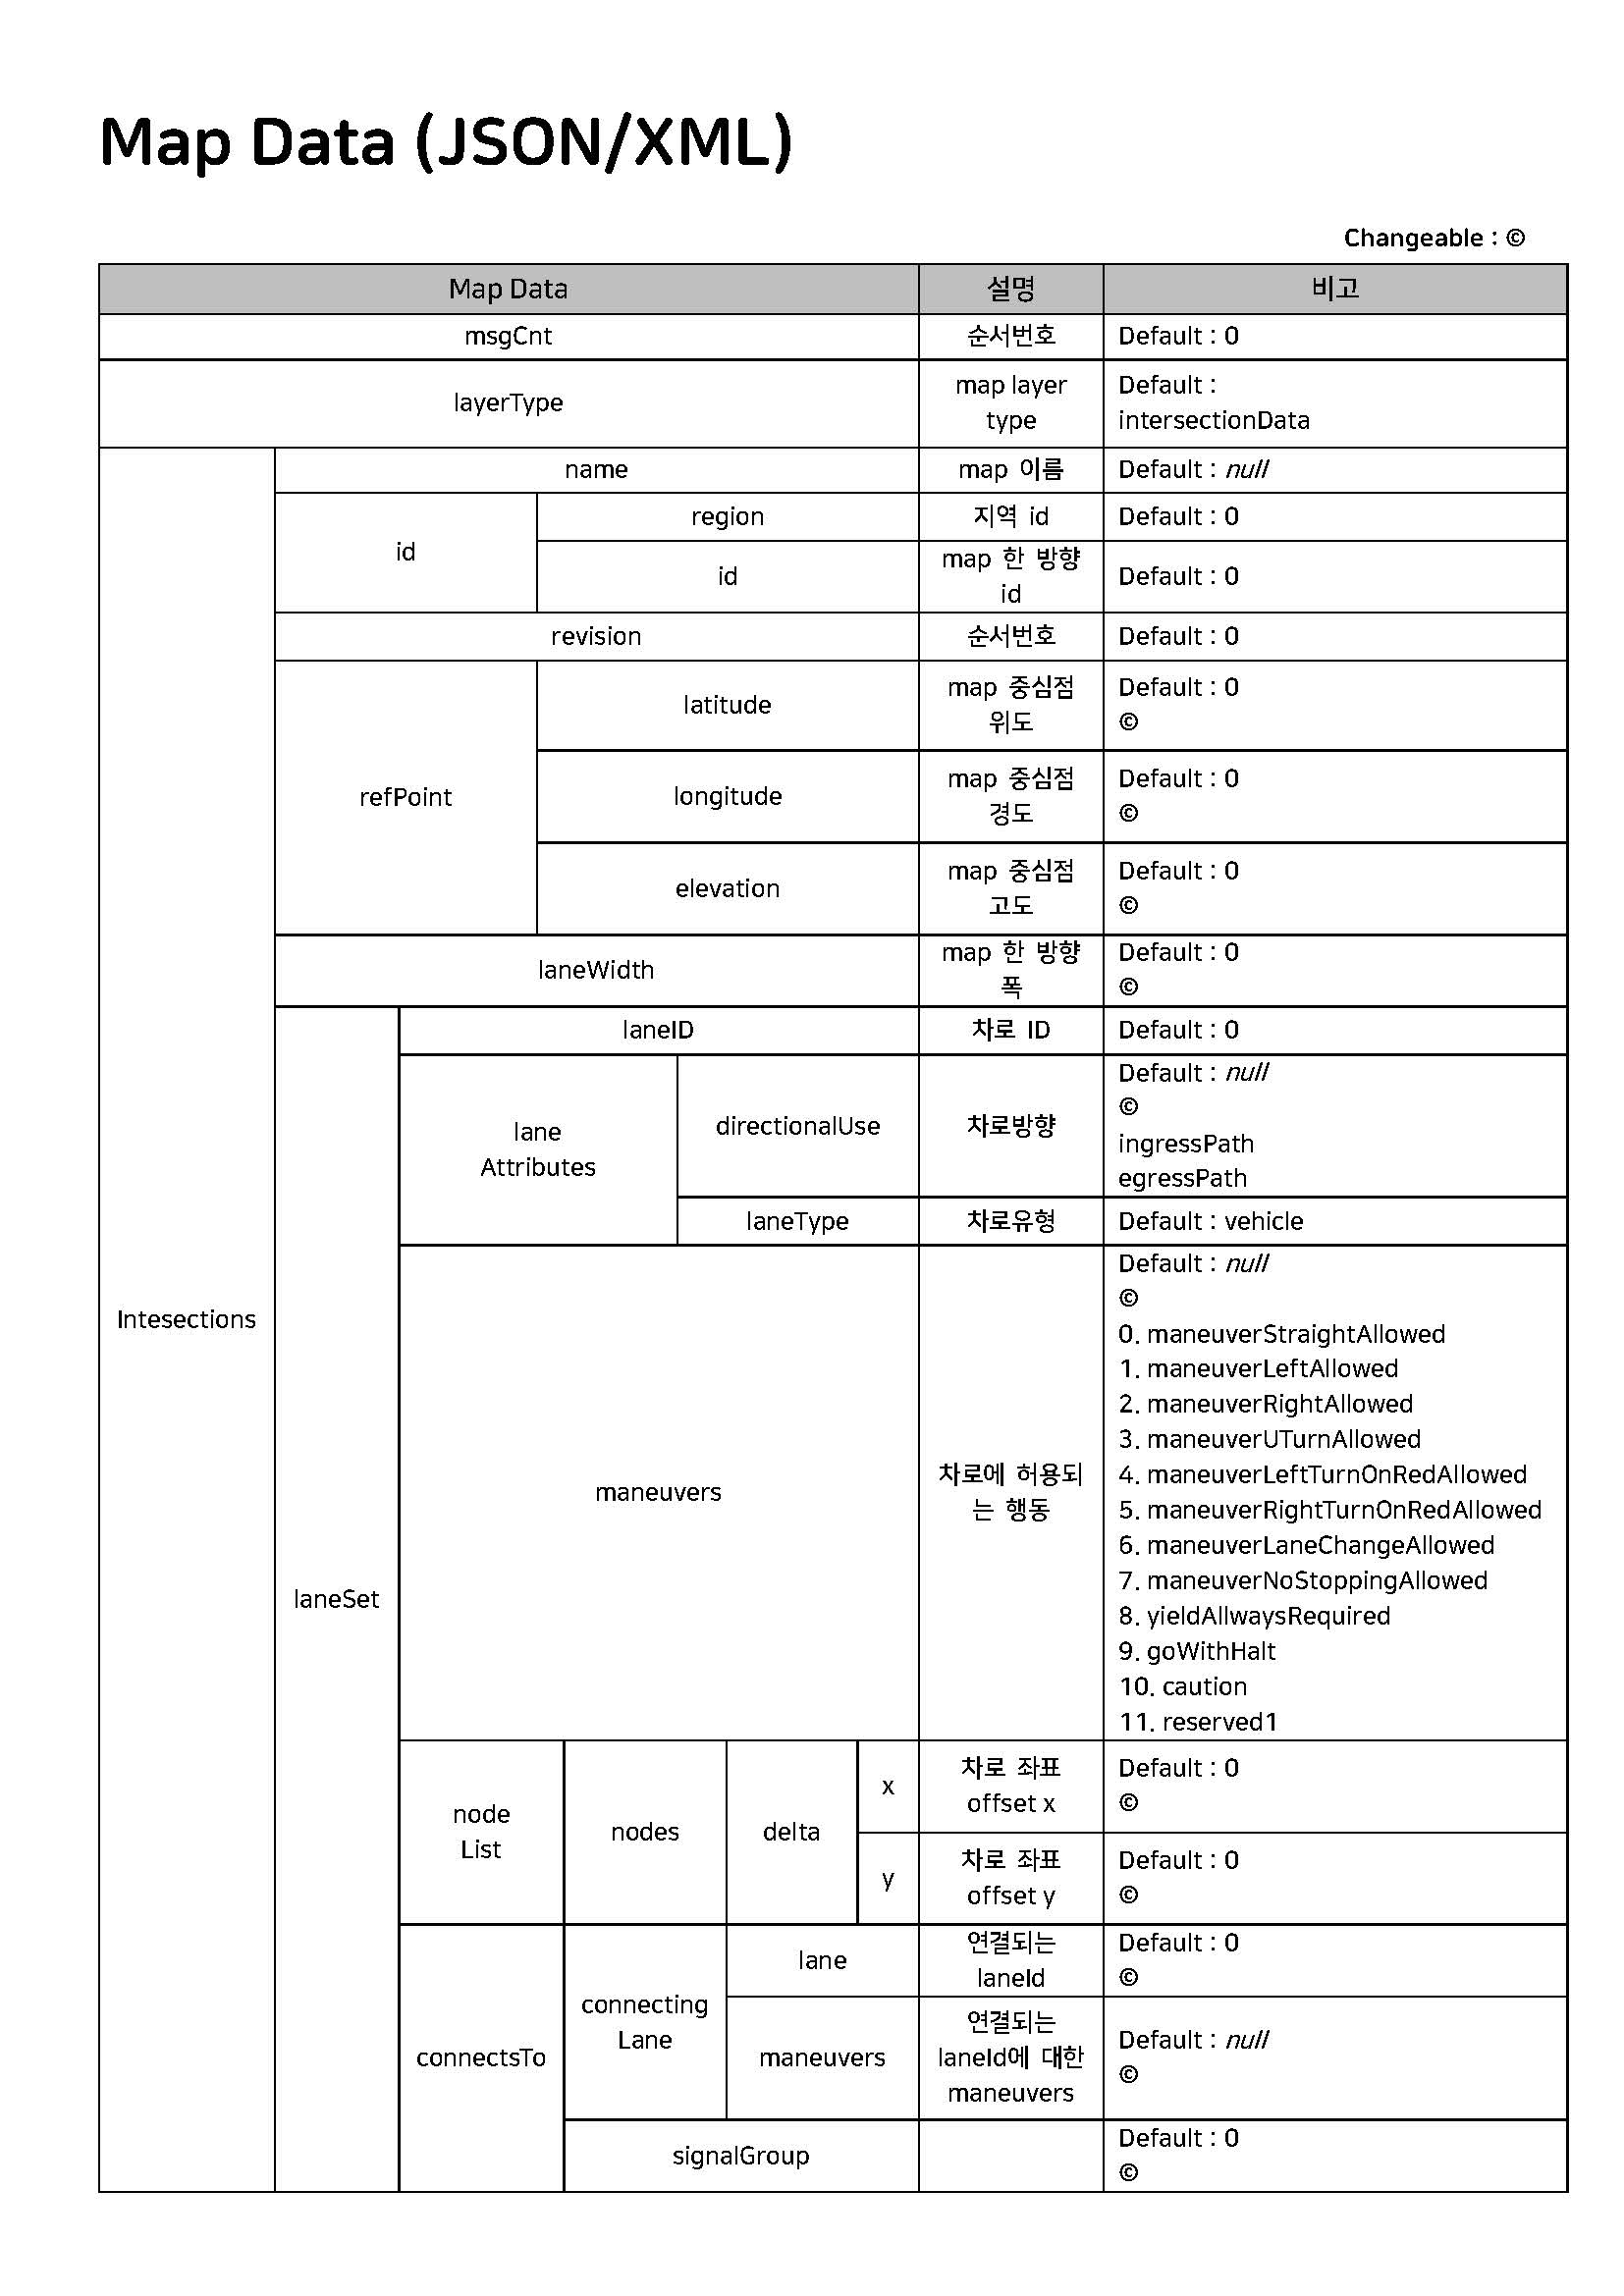 Map Data (JSON/XML)
Changeable : ©
Map Data 설명 비고
msgCnt 순서번호 Default : 0
layerType
map layer
type
Default :
intersectionData
Intesections
name map 이름 Default : null
id
region 지역 id Default : 0
id
map 한 방향
id
Default : 0
revision 순서번호 Default : 0
refPoint
latitude
map 중심점
위도
Default : 0
©
longitude
map 중심점
경도
Default : 0
©
elevation
map 중심점
고도
Default : 0
©
laneWidth
map 한 방향
폭
Default : 0
©
laneSet
laneID 차로 ID Default : 0
lane
Attributes
directionalUse 차로방향
Default : null
©
ingressPath
egressPath
laneType 차로유형 Default : vehicle
maneuvers
차로에 허용되
는 행동
Default : null
©
0. maneuverStraightAllowed
1. maneuverLeftAllowed
2. maneuverRightAllowed
3. maneuverUTurnAllowed
4. maneuverLeftTurnOnRedAllowed
5. maneuverRightTurnOnRedAllowed
6. maneuverLaneChangeAllowed
7. maneuverNoStoppingAllowed
8. yieldAllwaysRequired
9. goWithHalt
10. caution
11. reserved1
node
List
nodes
delta
x
차로 좌표
offset x
Default : 0
©
y
차로 좌표
offset y
Default : 0
©
connectsTo
connecting
Lane
lane
연결되는
laneId
Default : 0
©
maneuvers
연결되는
laneId에 대한
maneuvers
Default : null
©
signalGroup
Default : 0
©